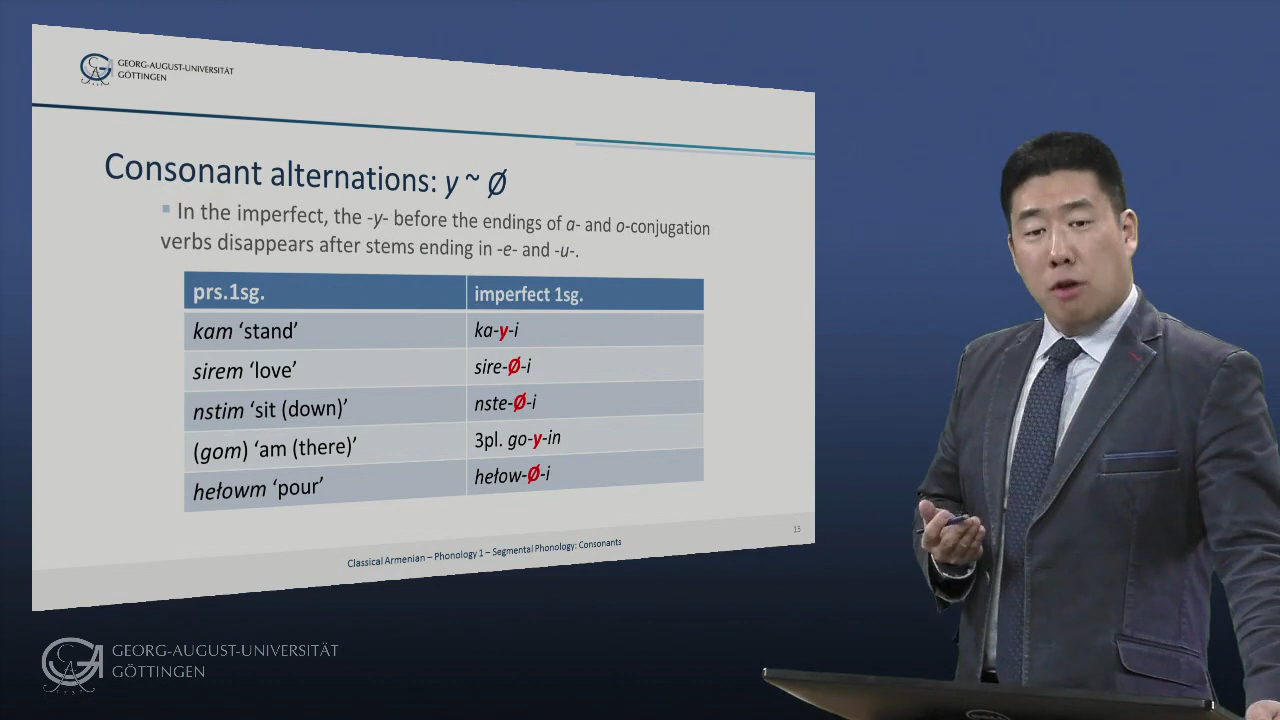 GEORG-AUGUST-UNIVERSITÄT
GÖTTINGEN
Consonant alternations: y ~ Ø
In the imperfect, the -y- before the endings of a- and o-conjugation
verbs disappears after stems ending in -e- and -u-.
prs.1sg. imperfect 1sg.
kam ‘stand’ ka-y-i
sirem ‘love’ sire-Ø-i
nstim ‘sit (down)’ nste-Ø-i
(gom) ‘am (there)’ 3pl. go-y-in
hełowm ‘pour’ hełow-Ø-i
15
Classical Armenian – Phonology 1 – Segmental Phonology: Consonants
GEORG-AUGUST-UNIVERSITÄT
GÖTTINGEN